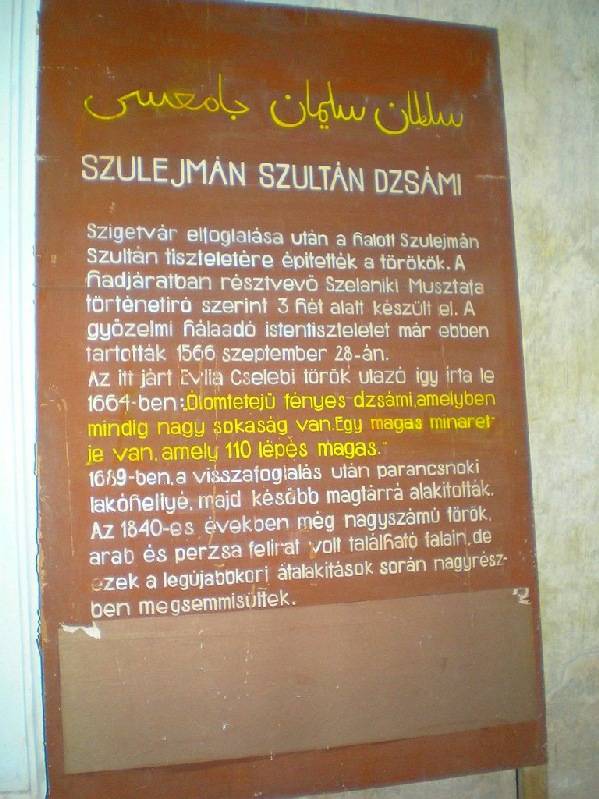 سلطان سلیمان جامعسی
SZULEJMÁN SZULTÁN DZSÁMI
Szigetvár elfoglalása után a halott Szulejmán
Szultán tiszteletére építették a törökök. A
hadjáratban résztvevő Szelaniki Musztafa
történetíró szerint 3 hét alatt készült el. A
győzelmi hálaadó istentisztelelet már ebben
tartották 1566 szeptember 28-án.
Az itt járt Evlia Cselebi török utazó így írta le
1664-ben:„Ólomtetejű fényes dzsámi,amelyben
mindig nagy sokaság van.Egy magas minaret-
je van, amely 110 lépés magas.”
1689-ben,a visszafoglalás után parancsnoki
lakóhellyé, majd később magtárrá alakították.
Az 1840-es években még nagyszámú török,
arab és perzsa felirat volt található falain,de
ezek a legújabbkori átalakítások során nagyrész-
ben megsemmisültek.